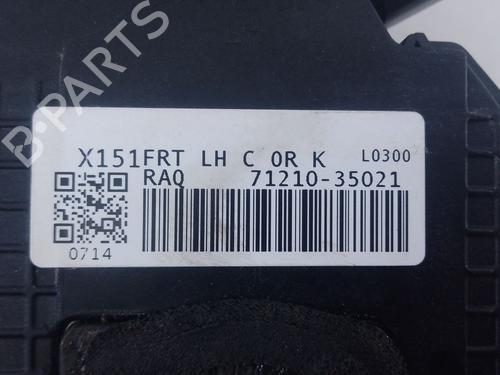 X151FRT LH C 0R K L0300
RAQ 71210-35021
0714
B-PARTS